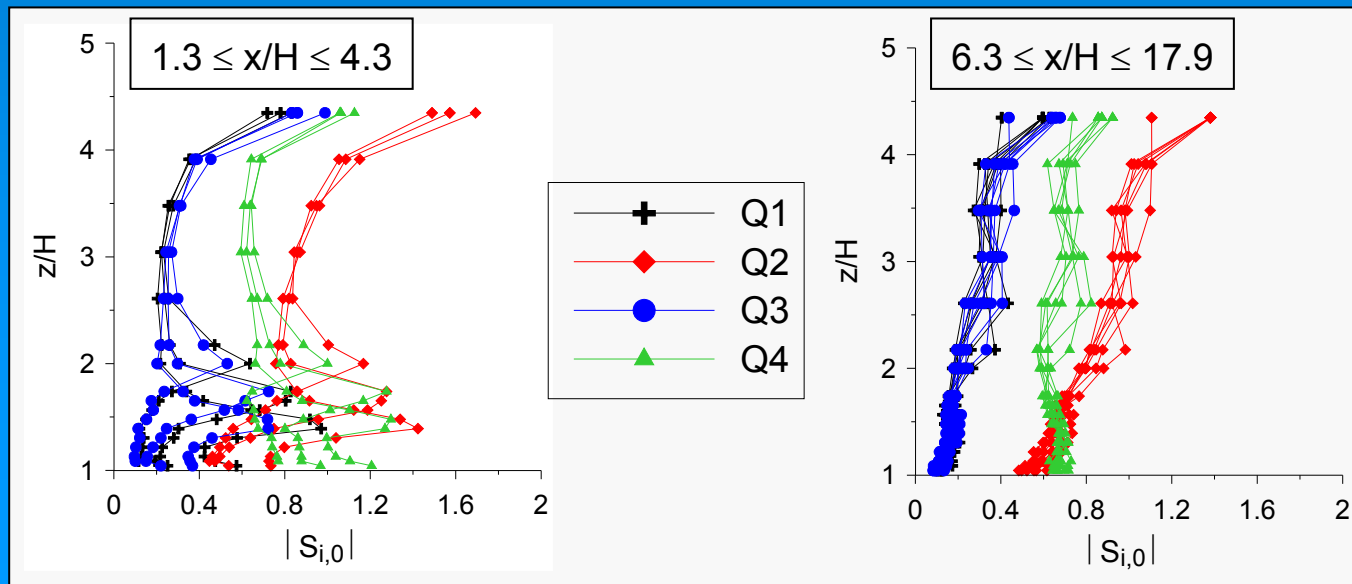 1.3 ≤ x/H ≤ 4.3
5
4
3
2
1
z/H
0 0.4 0.8 1.2 1.6 2
| S_{i,0} |
Q1
Q2
Q3
Q4
6.3 ≤ x/H ≤ 17.9
5
4
3
2
1
z/H
0 0.4 0.8 1.2 1.6 2
| S_{i,0} |